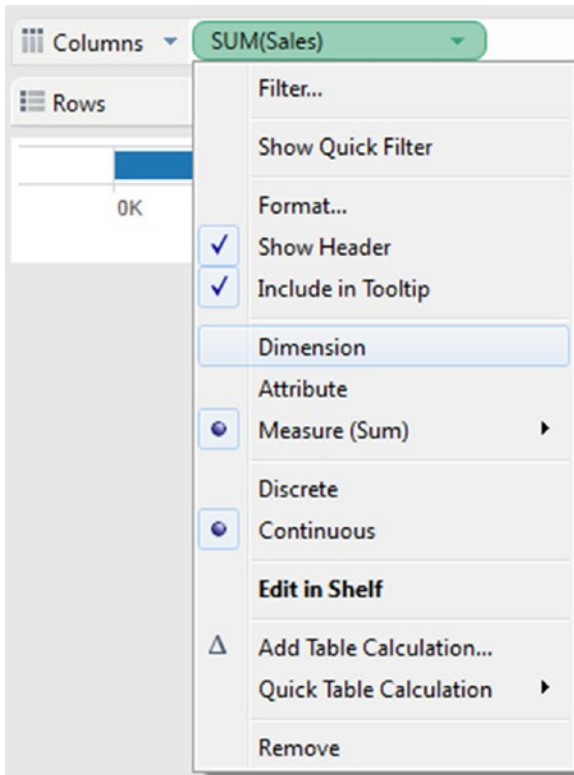 Columns SUM(Sales)
Rows
0K
Filter...
Show Quick Filter
Format...
Show Header
Include in Tooltip
Dimension
Attribute
Measure (Sum)
Discrete
Continuous
Edit in Shelf
Δ Add Table Calculation...
Quick Table Calculation
Remove